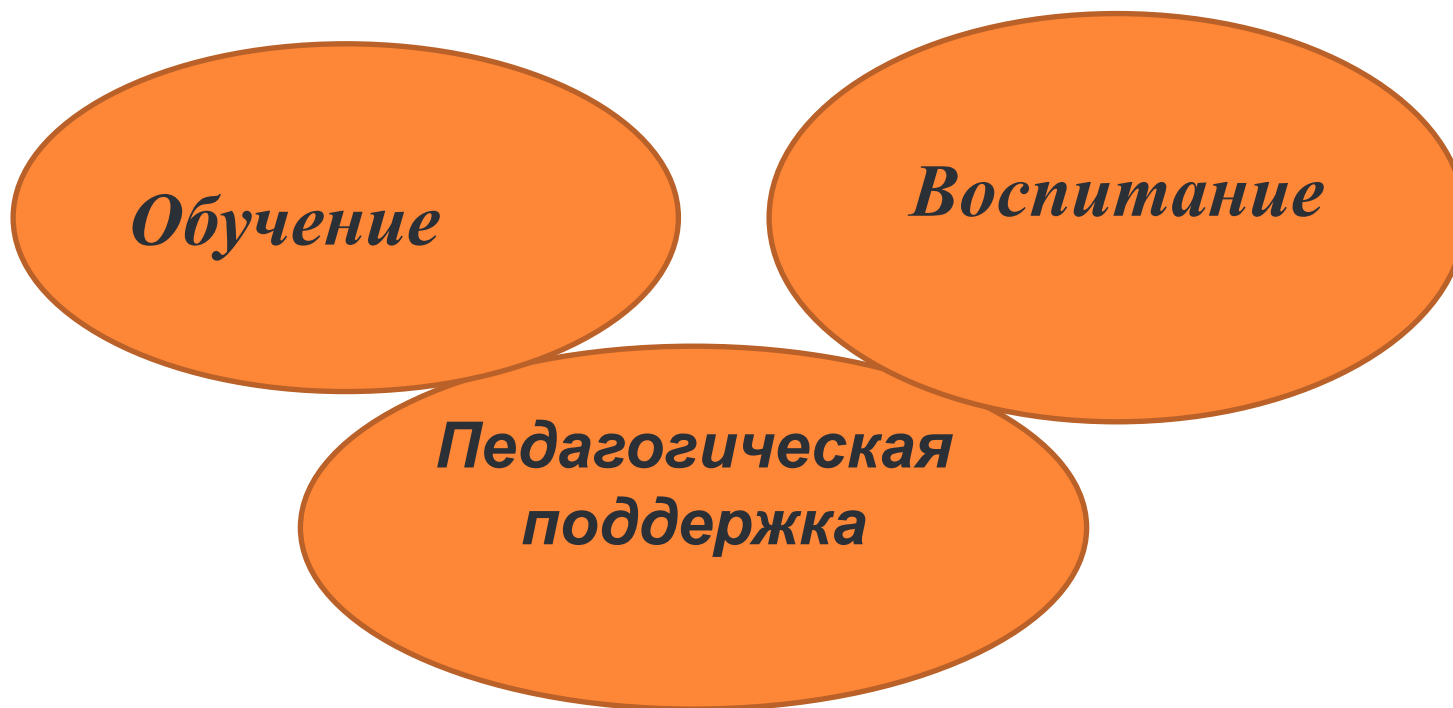 Обучение
Воспитание
Педагогическая
поддержка